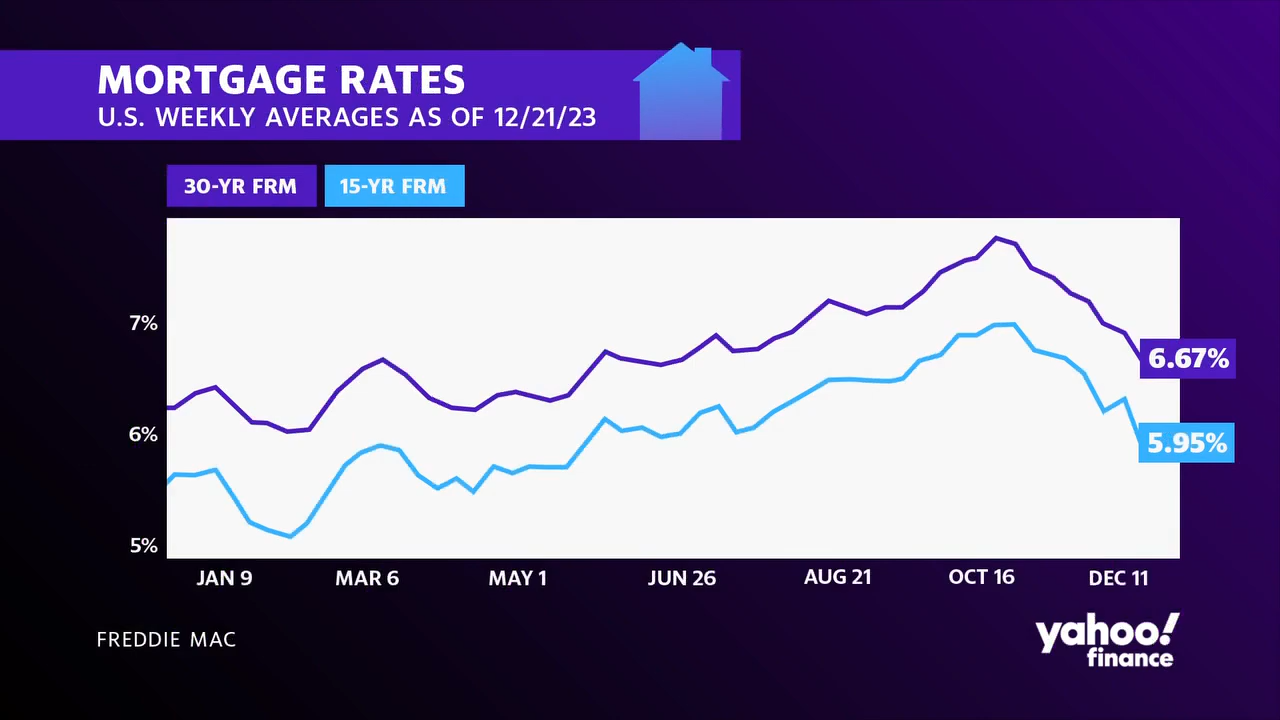 MORTGAGE RATES
U.S. WEEKLY AVERAGES AS OF 12/21/23
30-YR FRM
15-YR FRM
7%
6%
5%
6.67%
5.95%
JAN 9
MAR 6
MAY 1
JUN 26
AUG 21
OCT 16
DEC 11
FREDDIE MAC
yahoo!
finance